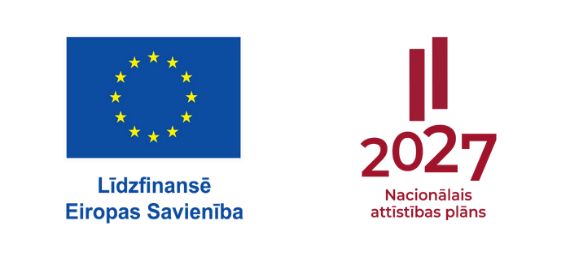 Līdzfinansē
Eiropas Savienība
2027
Nacionālais
attīstības plāns